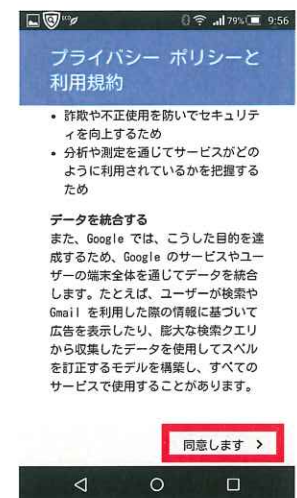 79% 9:56
プライバシー ポリシーと
利用規約
• 詐欺や不正使用を防いでセキュリテ
ィを向上するため
• 分析や測定を通じてサービスがどの
ように利用されているかを把握する
ため
データを統合する
また、Google では、こうした目的を達
成するため、Google のサービスやユー
ザーの端末全体を通じてデータを統合
します。たとえば、ユーザーが検索や
Gmail を利用した際の情報に基づいて
広告を表示したり、膨大な検索クエリ
から収集したデータを使用してスペル
を訂正するモデルを構築し、すべての
サービスで使用することがあります。
同意します >